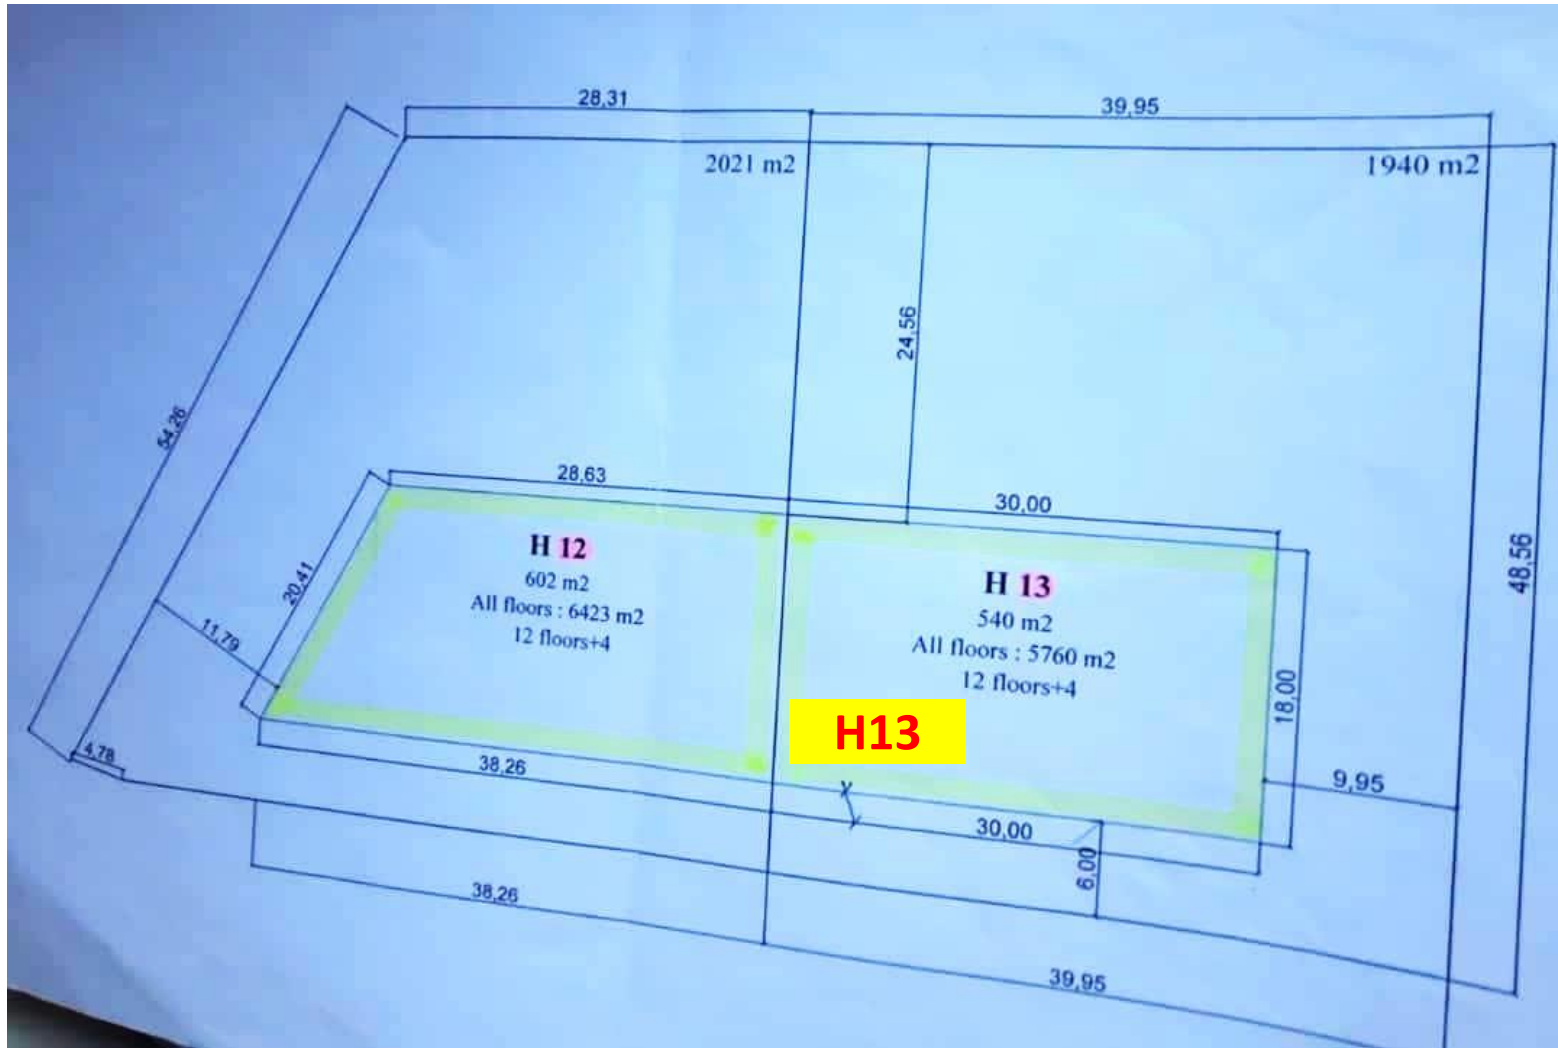 28,31
39,95
2021 m2
1940 m2
54,26
24,56
28,63
30,00
48,56
H 12
602 m2
All floors : 6423 m2
12 floors+4
H 13
540 m2
All floors : 5760 m2
12 floors+4
20,41
11,79
18,00
H13
4,78
38,26
9,95
30,00
6,00
38,26
39,95